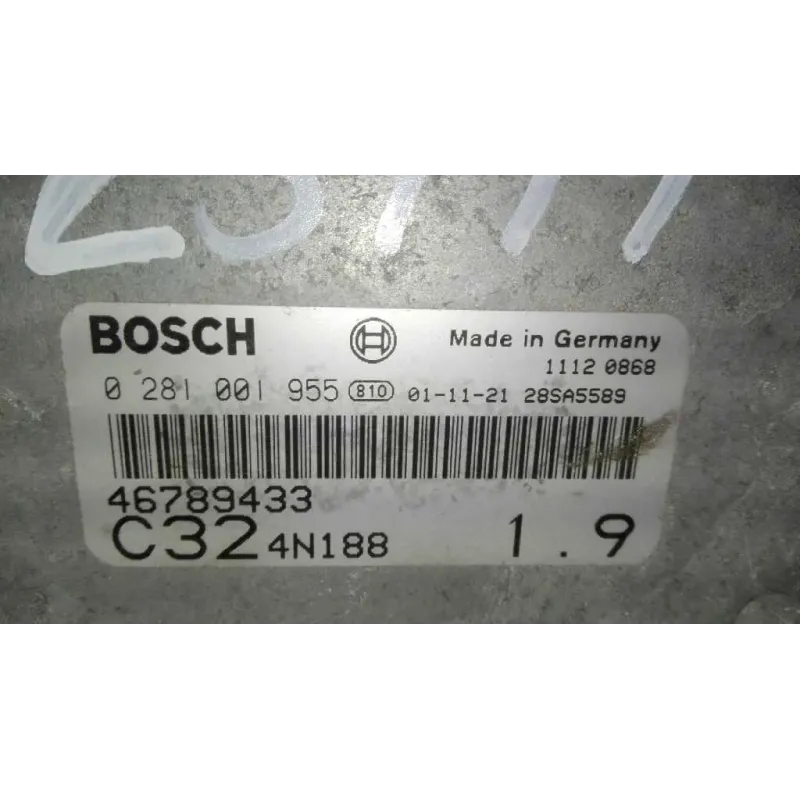 BOSCH Made in Germany
1112 0868
0 281 001 955 810 01-11-21 28SA5589
46789433
C32 4N188 1.9